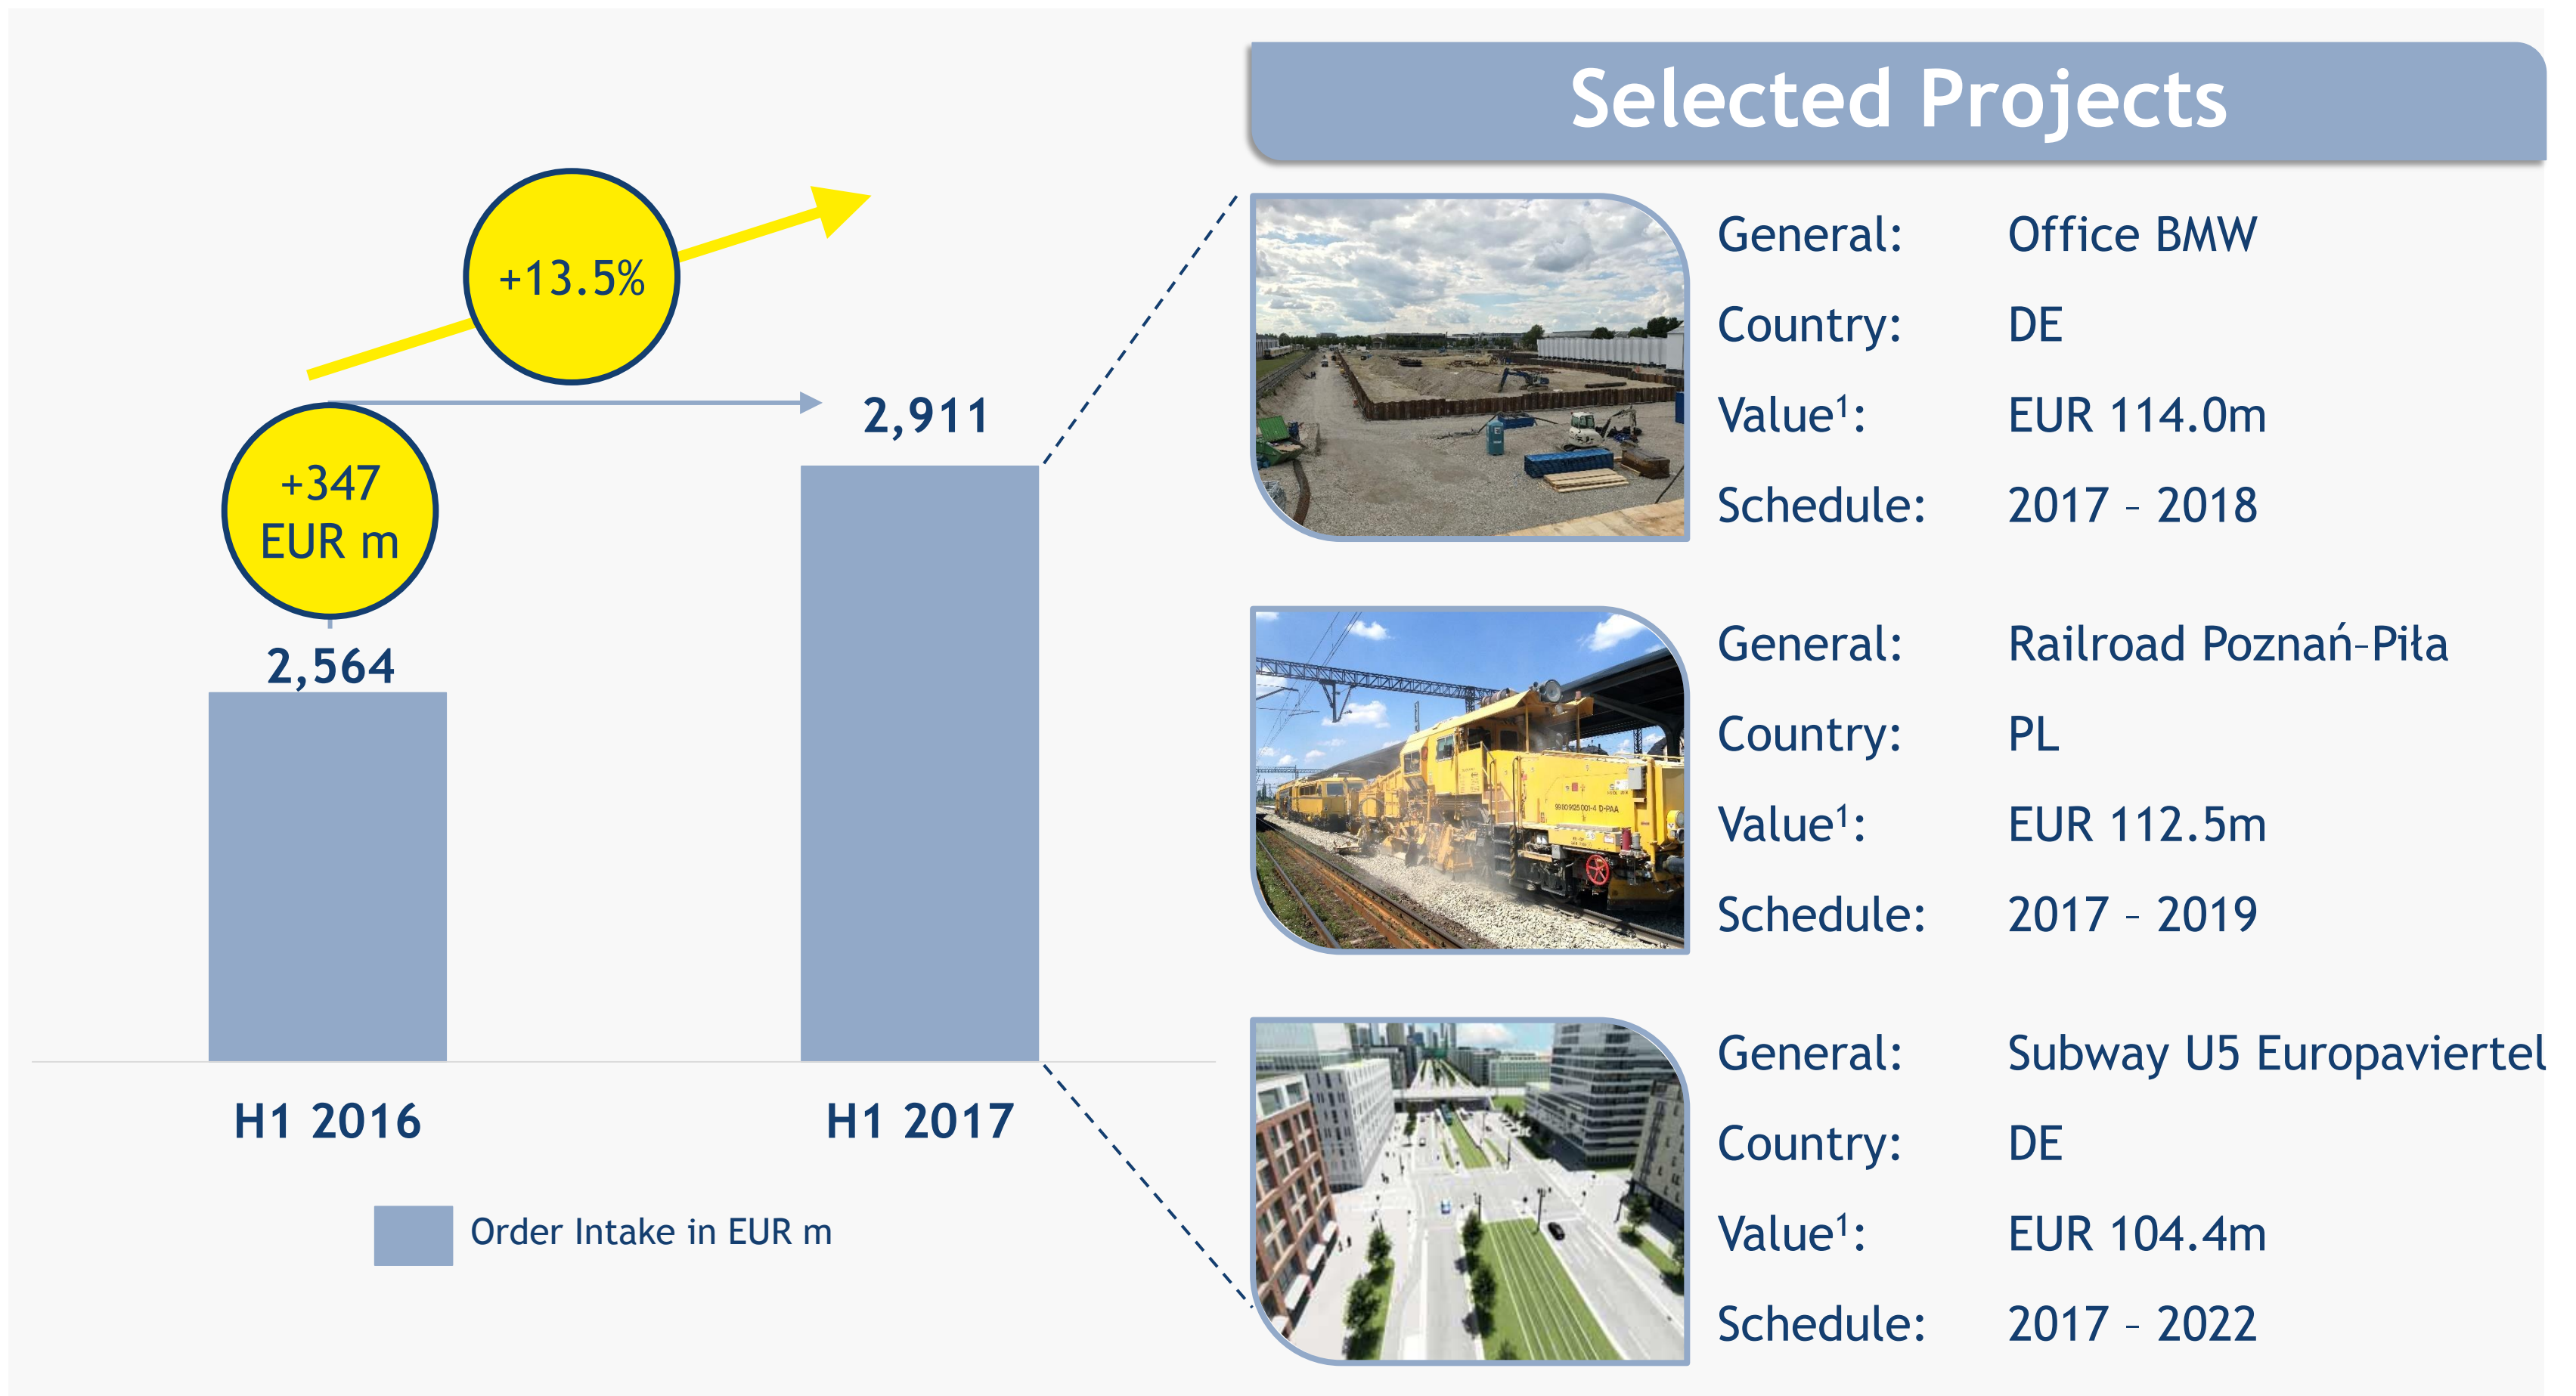 Selected Projects
+13.5%
+347
EUR m
2,564
2,911
H1 2016
H1 2017
Order Intake in EUR m
General: Office BMW
Country: DE
Value¹: EUR 114.0m
Schedule: 2017 – 2018
General: Railroad Poznań–Piła
Country: PL
Value¹: EUR 112.5m
Schedule: 2017 – 2019
General: Subway U5 Europaviertel
Country: DE
Value¹: EUR 104.4m
Schedule: 2017 – 2022